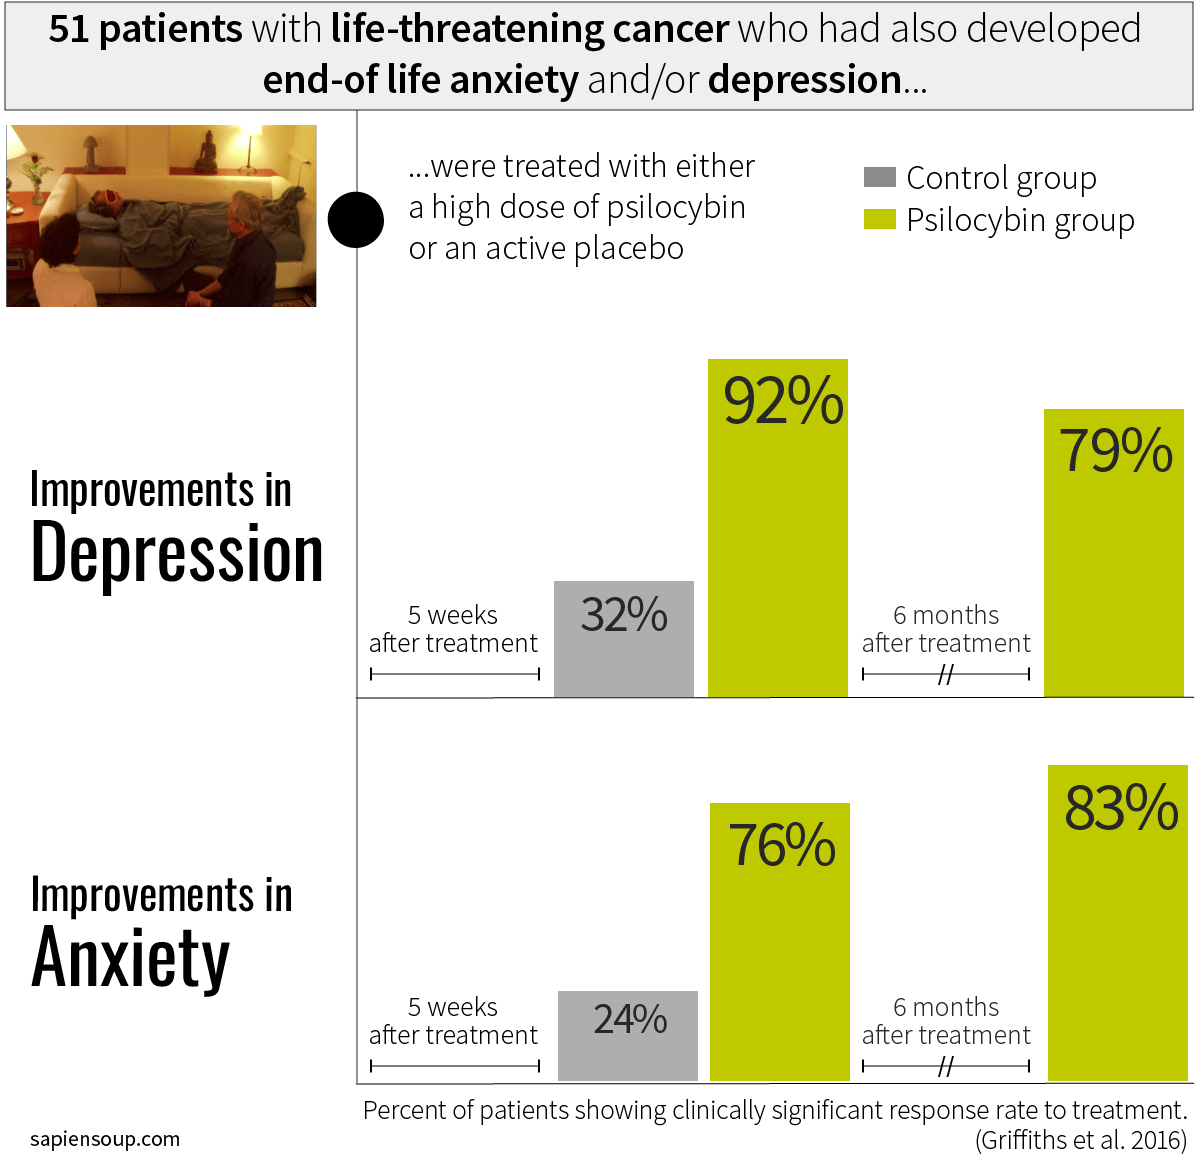 51 patients with life-threatening cancer who had also developed
end-of life anxiety and/or depression...
...were treated with either
a high dose of psilocybin
or an active placebo
Control group
Psilocybin group
Improvements in
Depression
5 weeks
after treatment
32%
92%
6 months
after treatment
79%
Improvements in
Anxiety
5 weeks
after treatment
24%
76%
6 months
after treatment
83%
Percent of patients showing clinically significant response rate to treatment.
(Griffiths et al. 2016)
sapiensoup.com